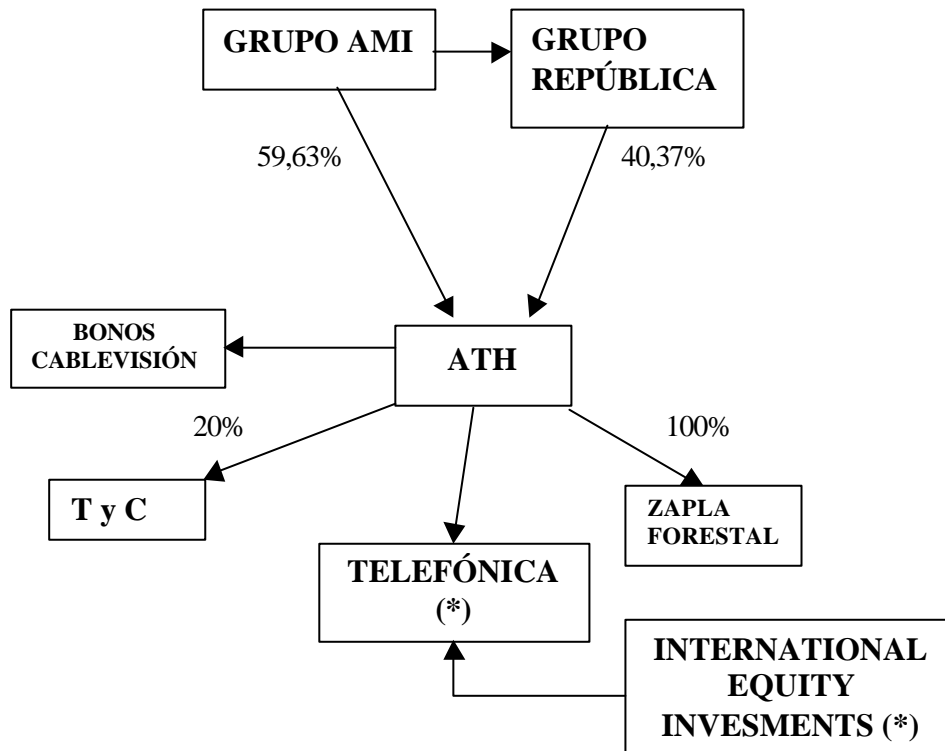 GRUPO AMI
GRUPO
REPÚBLICA
59,63%
40,37%
BONOS
CABLEVISIÓN
ATH
20%
100%
T y C
ZAPLA
FORESTAL
TELEFÓNICA
(*)
INTERNATIONAL
EQUITY
INVESMENTS (*)